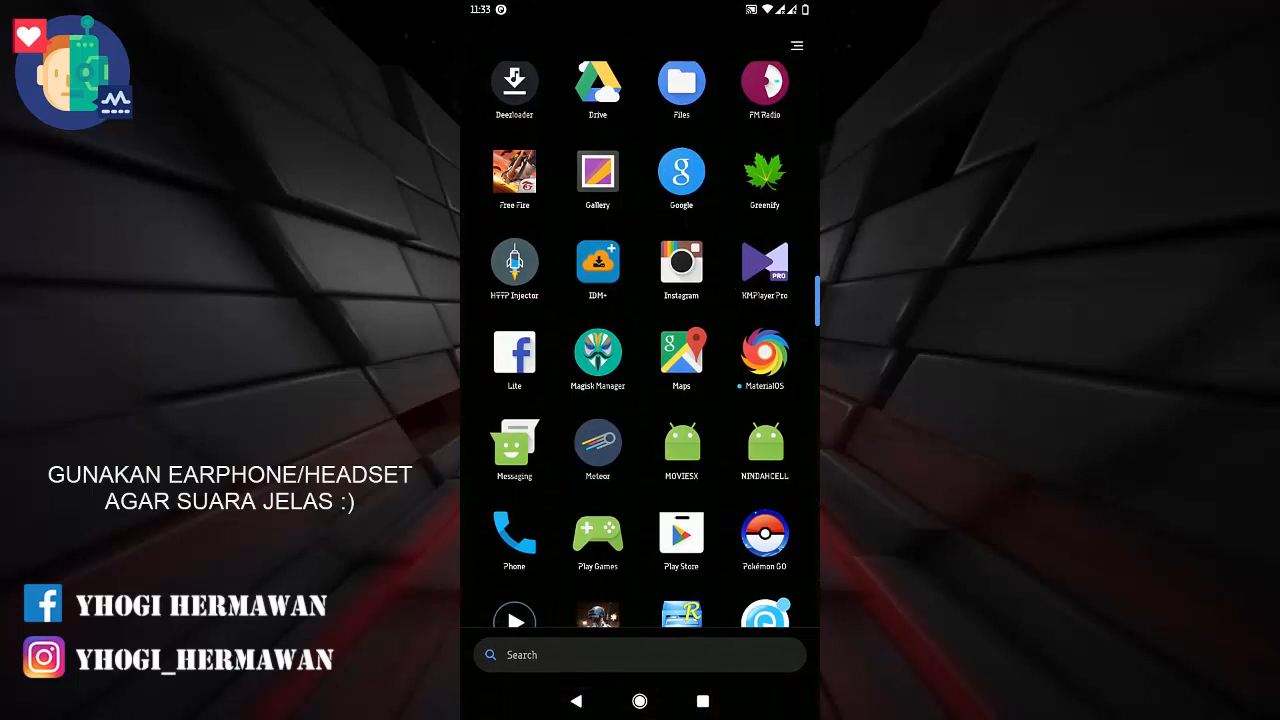 11:33
Deezloader
Drive
Files
FM Radio
Free Fire
Gallery
Google
Greenify
HTTP Injector
IDM+
Instagram
PRO
KMPlayer Pro
Lite
Magisk Manager
Maps
MaterialOS
Messaging
Meteor
MOVIESX
NINDAHCELL
Phone
Play Games
Play Store
Pokémon GO
Search
GUNAKAN EARPHONE/HEADSET
AGAR SUARA JELAS :)
YHOGI HERMAWAN
YHOGI_HERMAWAN